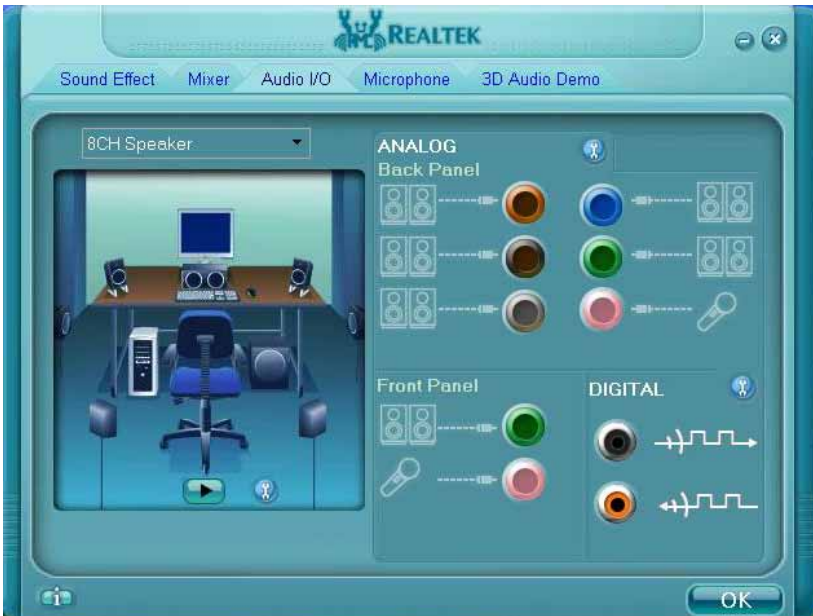 REALTEK
Sound Effect Mixer Audio I/O Microphone 3D Audio Demo
8CH Speaker
ANALOG
Back Panel
Front Panel
DIGITAL
i
OK